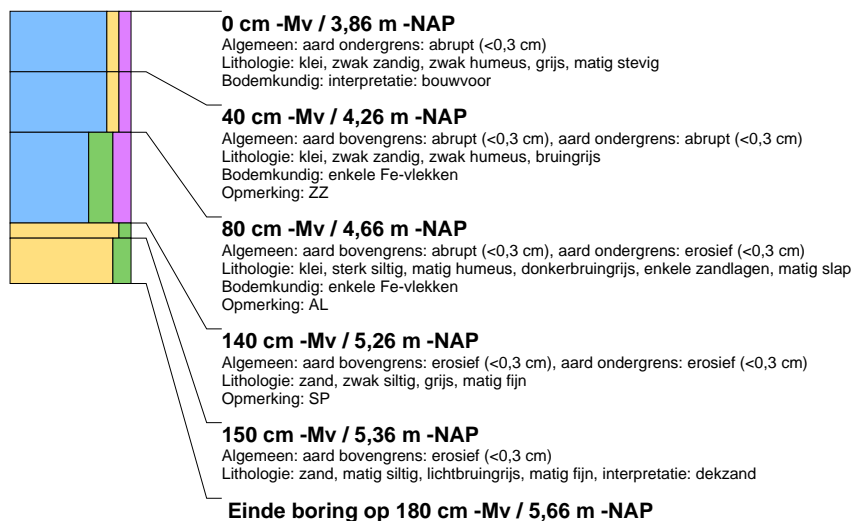 0 cm -Mv / 3,86 m -NAP
Algemeen: aard ondergrens: abrupt (<0,3 cm)
Lithologie: klei, zwak zandig, zwak humeus, grijs, matig stevig
Bodemkundig: interpretatie: bouwvoor
40 cm -Mv / 4,26 m -NAP
Algemeen: aard bovengrens: abrupt (<0,3 cm), aard ondergrens: abrupt (<0,3 cm)
Lithologie: klei, zwak zandig, zwak humeus, bruingrijs
Bodemkundig: enkele Fe-vlekken
Opmerking: ZZ
80 cm -Mv / 4,66 m -NAP
Algemeen: aard bovengrens: abrupt (<0,3 cm), aard ondergrens: erosief (<0,3 cm)
Lithologie: klei, sterk siltig, matig humeus, donkerbruingrijs, enkele zandlagen, matig slap
Bodemkundig: enkele Fe-vlekken
Opmerking: AL
140 cm -Mv / 5,26 m -NAP
Algemeen: aard bovengrens: erosief (<0,3 cm), aard ondergrens: erosief (<0,3 cm)
Lithologie: zand, zwak siltig, grijs, matig fijn
Opmerking: SP
150 cm -Mv / 5,36 m -NAP
Algemeen: aard bovengrens: erosief (<0,3 cm)
Lithologie: zand, matig siltig, lichtbruingrijs, matig fijn, interpretatie: dekzand
Einde boring op 180 cm -Mv / 5,66 m -NAP